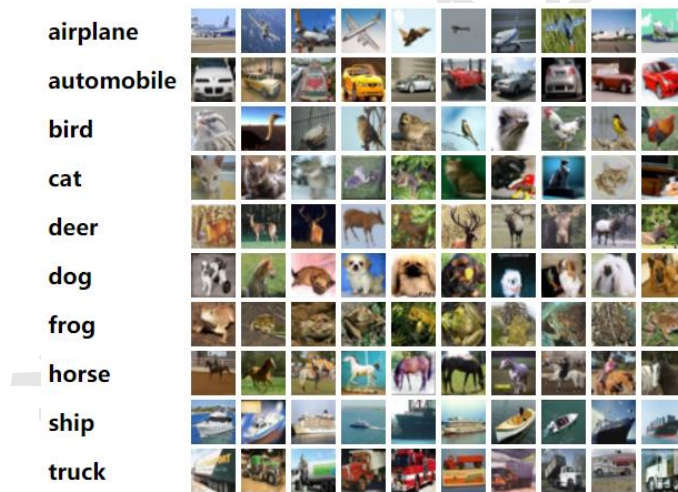 airplane
automobile
bird
cat
deer
dog
frog
horse
ship
truck